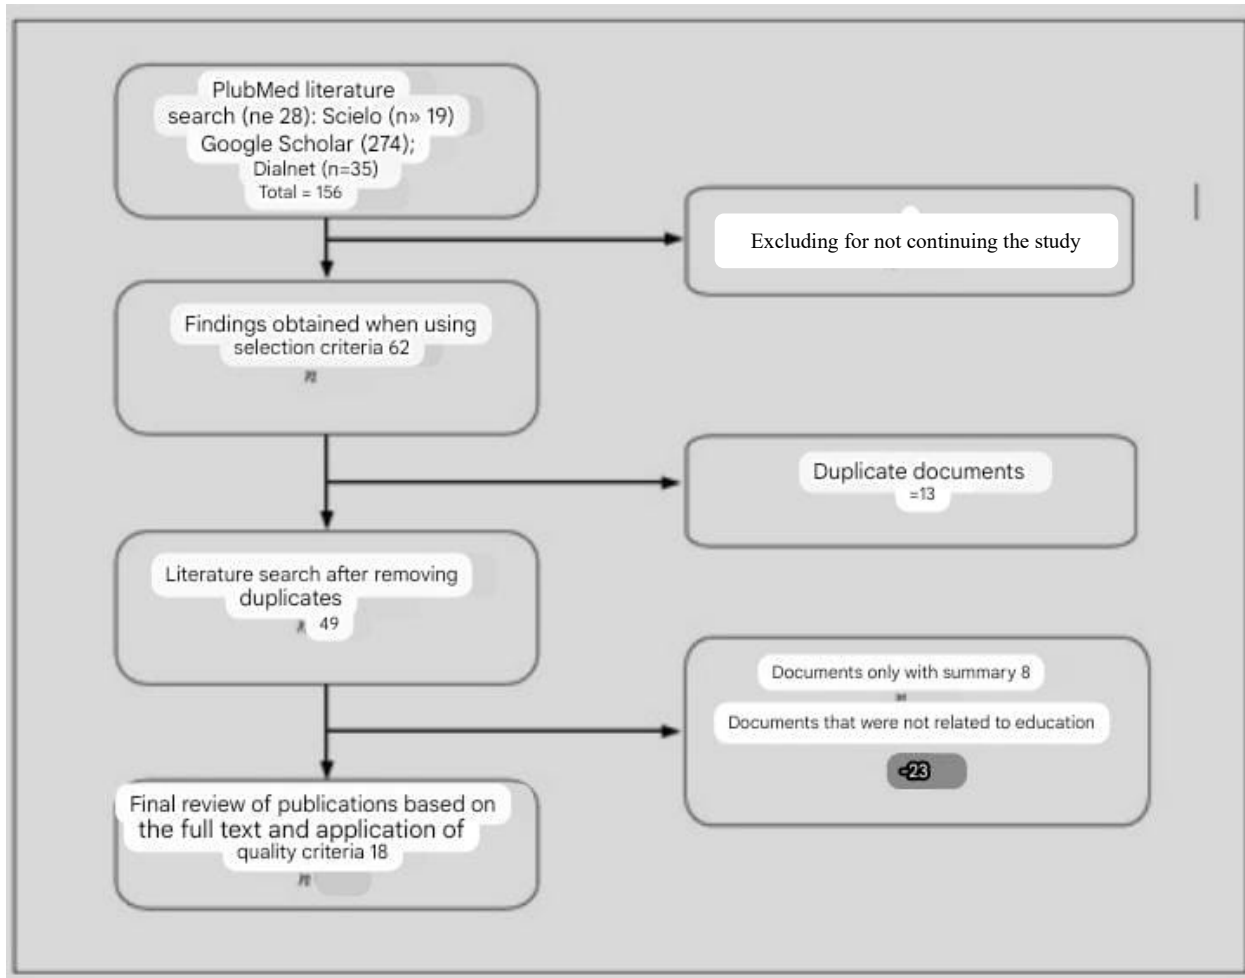 PlubMed literature
search (ne 28): Scielo (n» 19)
Google Scholar (274);
Dialnet (n=35)
Total = 156
Excluding for not continuing the study
Findings obtained when using
selection criteria 62
n
Duplicate documents
=13
Literature search after removing
duplicates
49
Documents only with summary 8
Documents that were not related to education
-23
Final review of publications based on
the full text and application of
quality criteria 18
n